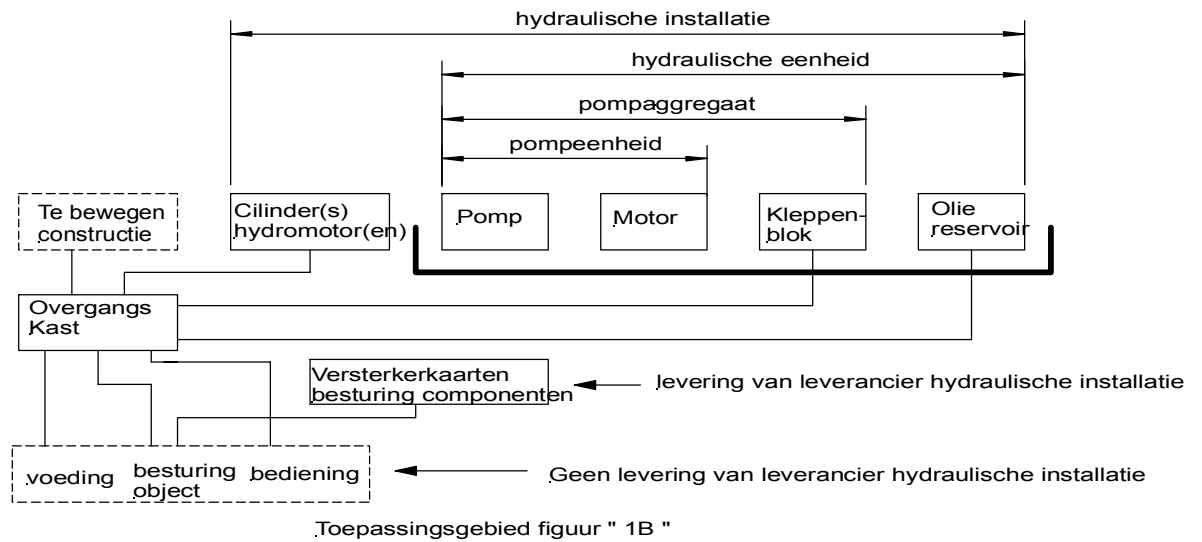 hydraulische installatie
hydraulische eenheid
pompaggregaat
pompeenheid
Te bewegen
constructie
Cilinder(s)
hydromotor(en)
Pomp
Motor
Kleppen-
blok
Olie
reservoir
Overgangs
Kast
Versterkerkaarten
besturing componenten
levering van leverancier hydraulische installatie
voeding
besturing
object
bediening
Geen levering van leverancier hydraulische installatie
Toepassingsgebied figuur " 1B "